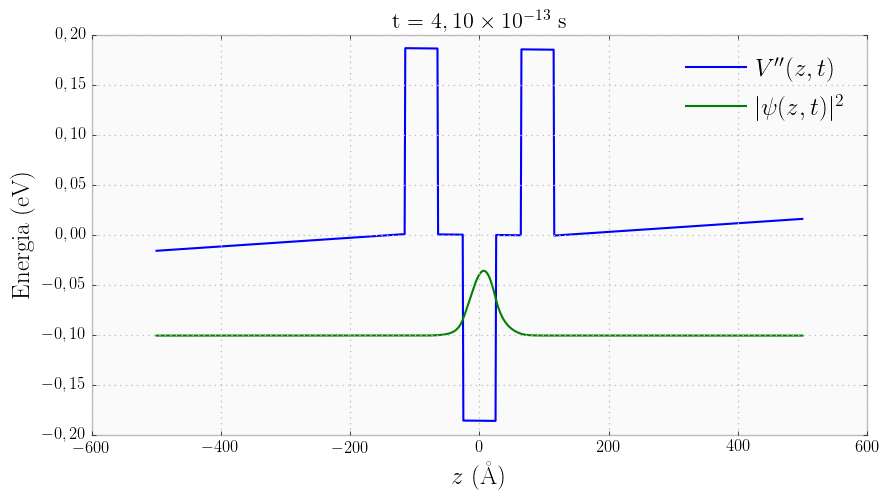 t = 4,10 × 10⁻¹³ s
0,20
0,15
0,10
0,05
0,00
−0,05
−0,10
−0,15
−0,20
Energia (eV)
V′′(z, t)
|ψ(z, t)|²
−600 −400 −200 0 200 400 600
z (Å)